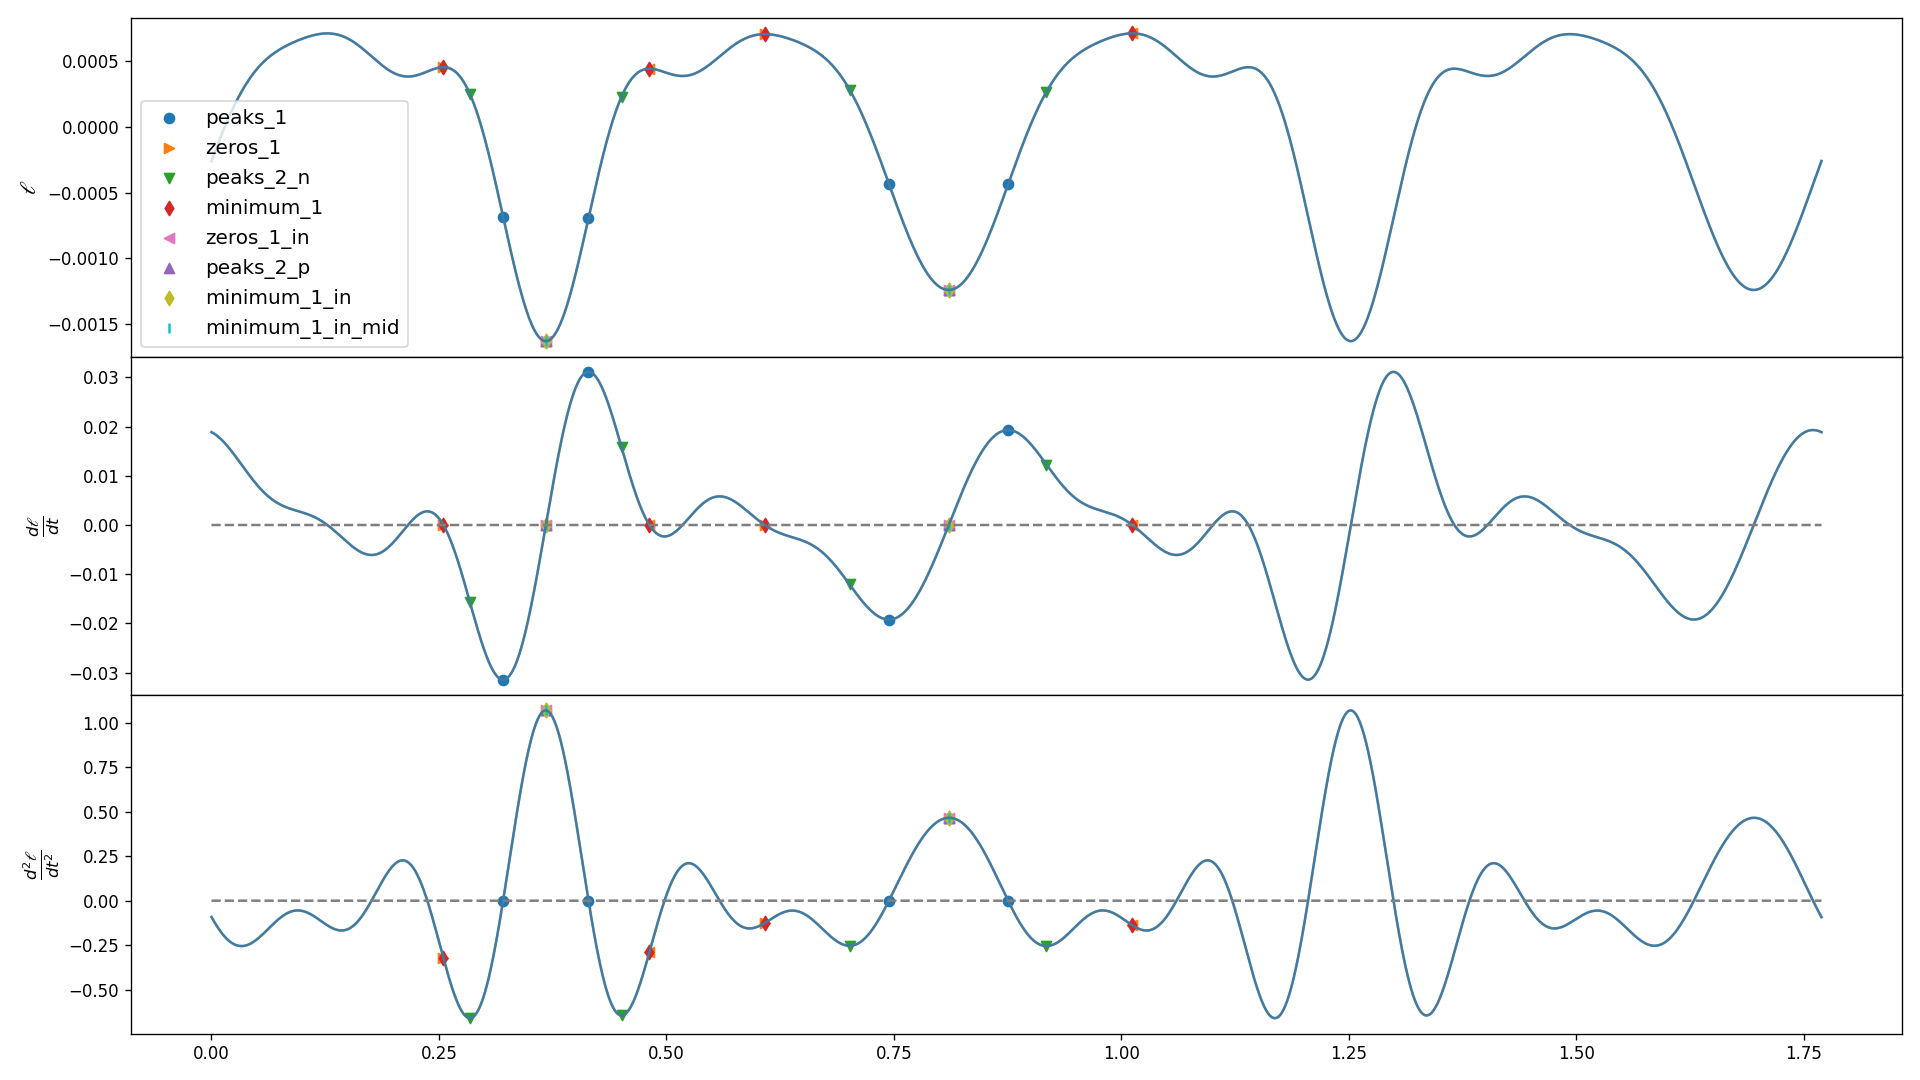 0.0005
0.0000
−0.0005
−0.0010
−0.0015
ℓ
peaks_1
zeros_1
peaks_2_n
minimum_1
zeros_1_in
peaks_2_p
minimum_1_in
minimum_1_in_mid
0.03
0.02
0.01
0.00
−0.01
−0.02
−0.03
dℓ
dt
1.00
0.75
0.50
0.25
0.00
−0.25
−0.50
d²ℓ
dt²
0.00 0.25 0.50 0.75 1.00 1.25 1.50 1.75